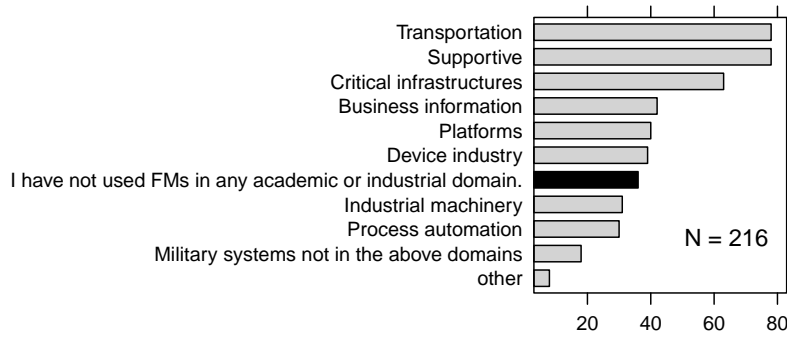 Transportation
Supportive
Critical infrastructures
Business information
Platforms
Device industry
I have not used FMs in any academic or industrial domain.
Industrial machinery
Process automation
Military systems not in the above domains
other
N = 216
20 40 60 80